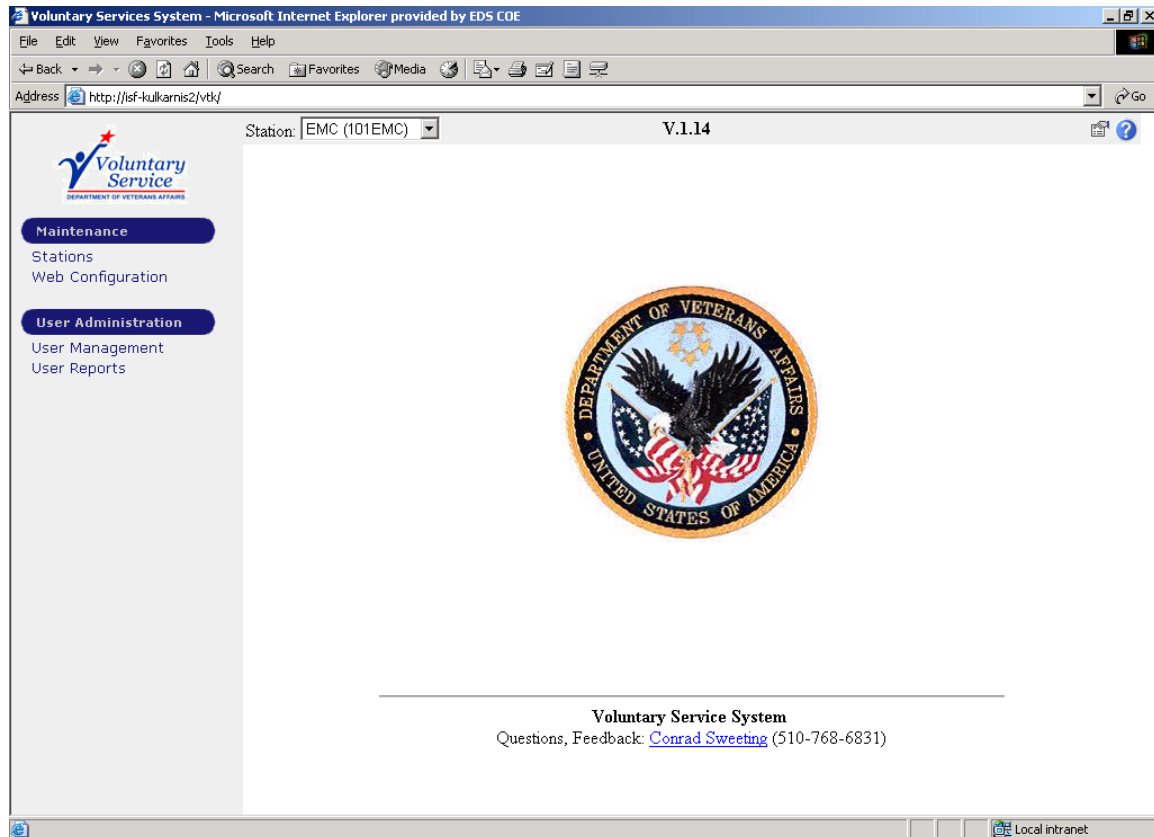 Voluntary Services System - Microsoft Internet Explorer provided by EDS COE
File Edit View Favorites Tools Help
Back Search Favorites Media
Address http://isf-kulkarnis2/vtk/ Go
Station: EMC (101EMC) V.1.14
Voluntary
Service
DEPARTMENT OF VETERANS AFFAIRS
Maintenance
Stations
Web Configuration
User Administration
User Management
User Reports
DEPARTMENT OF VETERANS AFFAIRS
UNITED STATES OF AMERICA
Voluntary Service System
Questions, Feedback: Conrad Sweeting (510-768-6831)
Local intranet